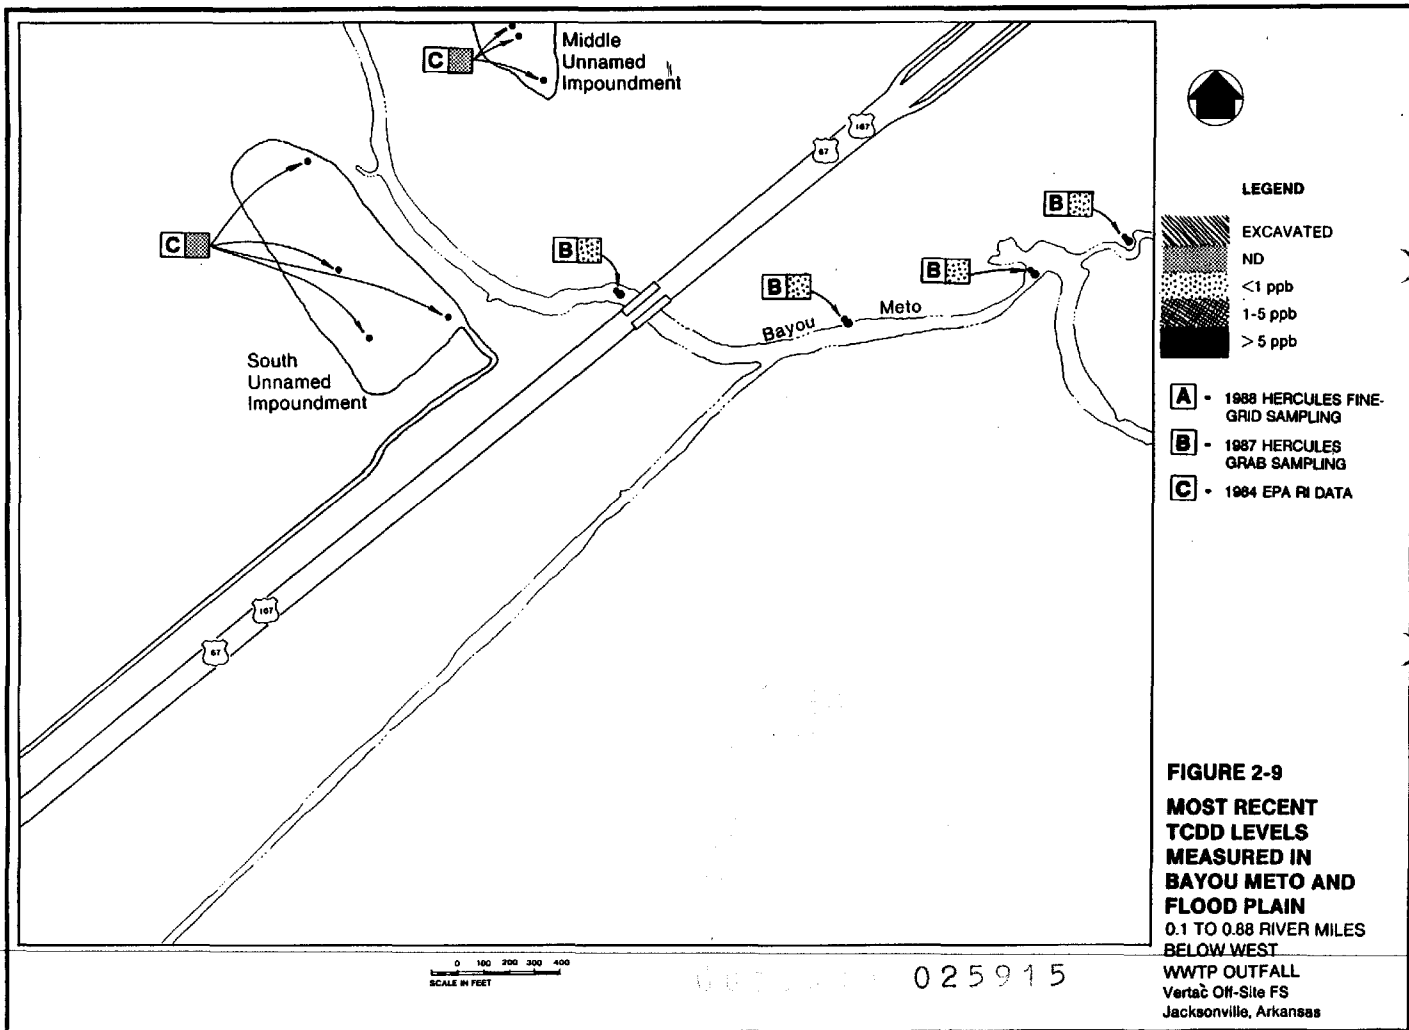 C
Middle
Unnamed
Impoundment
167
67
C
South
Unnamed
Impoundment
B
B
B
B
Bayou
Meto
167
67
LEGEND
EXCAVATED
ND
<1 ppb
1-5 ppb
>5 ppb
A - 1988 HERCULES FINE-
GRID SAMPLING
B - 1987 HERCULES
GRAB SAMPLING
C - 1984 EPA RI DATA
FIGURE 2-9
MOST RECENT
TCDD LEVELS
MEASURED IN
BAYOU METO AND
FLOOD PLAIN
0.1 TO 0.88 RIVER MILES
BELOW WEST
WWTP OUTFALL
Vertac Off-Site FS
Jacksonville, Arkansas
0 100 200 300 400
SCALE IN FEET
025915